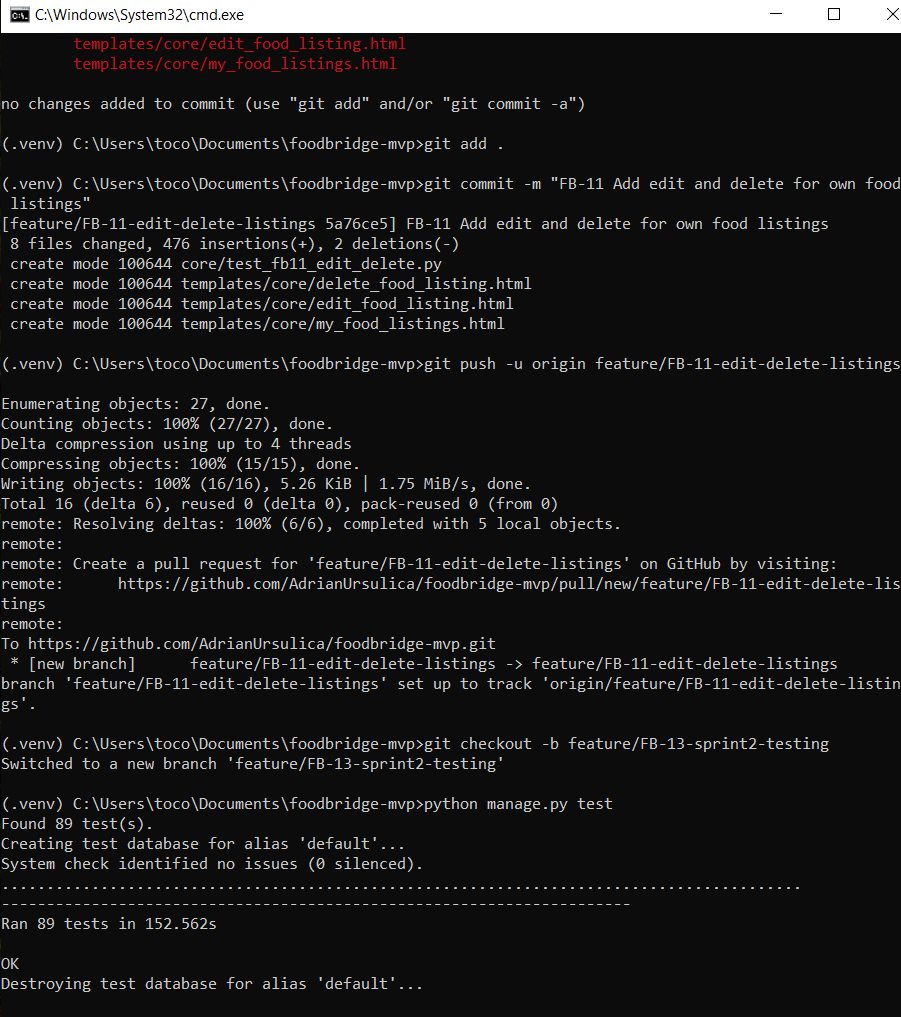 C:\Windows\System32\cmd.exe
templates/core/edit_food_listing.html
templates/core/my_food_listings.html
no changes added to commit (use "git add" and/or "git commit -a")
(.venv) C:\Users\toco\Documents\foodbridge-mvp>git add .
(.venv) C:\Users\toco\Documents\foodbridge-mvp>git commit -m "FB-11 Add edit and delete for own food
 listings"
[feature/FB-11-edit-delete-listings 5a76ce5] FB-11 Add edit and delete for own food listings
 8 files changed, 476 insertions(+), 2 deletions(-)
 create mode 100644 core/test_fb11_edit_delete.py
 create mode 100644 templates/core/delete_food_listing.html
 create mode 100644 templates/core/edit_food_listing.html
 create mode 100644 templates/core/my_food_listings.html
(.venv) C:\Users\toco\Documents\foodbridge-mvp>git push -u origin feature/FB-11-edit-delete-listings
Enumerating objects: 27, done.
Counting objects: 100% (27/27), done.
Delta compression using up to 4 threads
Compressing objects: 100% (15/15), done.
Writing objects: 100% (16/16), 5.26 KiB | 1.75 MiB/s, done.
Total 16 (delta 6), reused 0 (delta 0), pack-reused 0 (from 0)
remote: Resolving deltas: 100% (6/6), completed with 5 local objects.
remote:
remote: Create a pull request for 'feature/FB-11-edit-delete-listings' on GitHub by visiting:
remote:      https://github.com/AdrianUrsulica/foodbridge-mvp/pull/new/feature/FB-11-edit-delete-lis
tings
remote:
To https://github.com/AdrianUrsulica/foodbridge-mvp.git
 * [new branch]      feature/FB-11-edit-delete-listings -> feature/FB-11-edit-delete-listings
branch 'feature/FB-11-edit-delete-listings' set up to track 'origin/feature/FB-11-edit-delete-listin
gs'.
(.venv) C:\Users\toco\Documents\foodbridge-mvp>git checkout -b feature/FB-13-sprint2-testing
Switched to a new branch 'feature/FB-13-sprint2-testing'
(.venv) C:\Users\toco\Documents\foodbridge-mvp>python manage.py test
Found 89 test(s).
Creating test database for alias 'default'...
System check identified no issues (0 silenced).
.........................................................................................
----------------------------------------------------------------------
Ran 89 tests in 152.562s
OK
Destroying test database for alias 'default'...